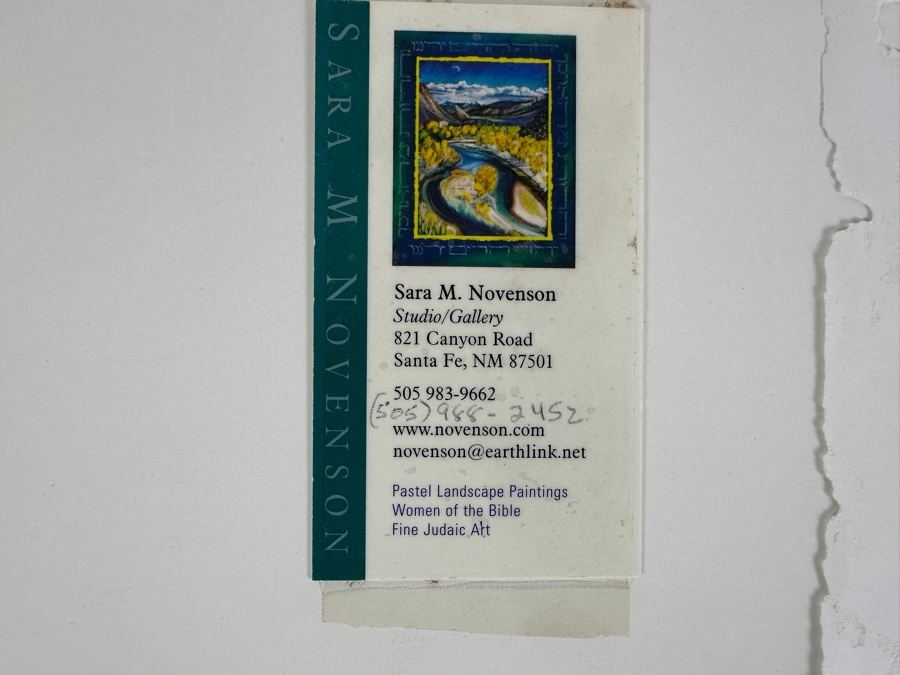 SARA M NOVENSON
Sara M. Novenson
Studio/Gallery
821 Canyon Road
Santa Fe, NM 87501
505 983-9662
(505) 988-2452
www.novenson.com
novenson@earthlink.net
Pastel Landscape Paintings
Women of the Bible
Fine Judaic Art